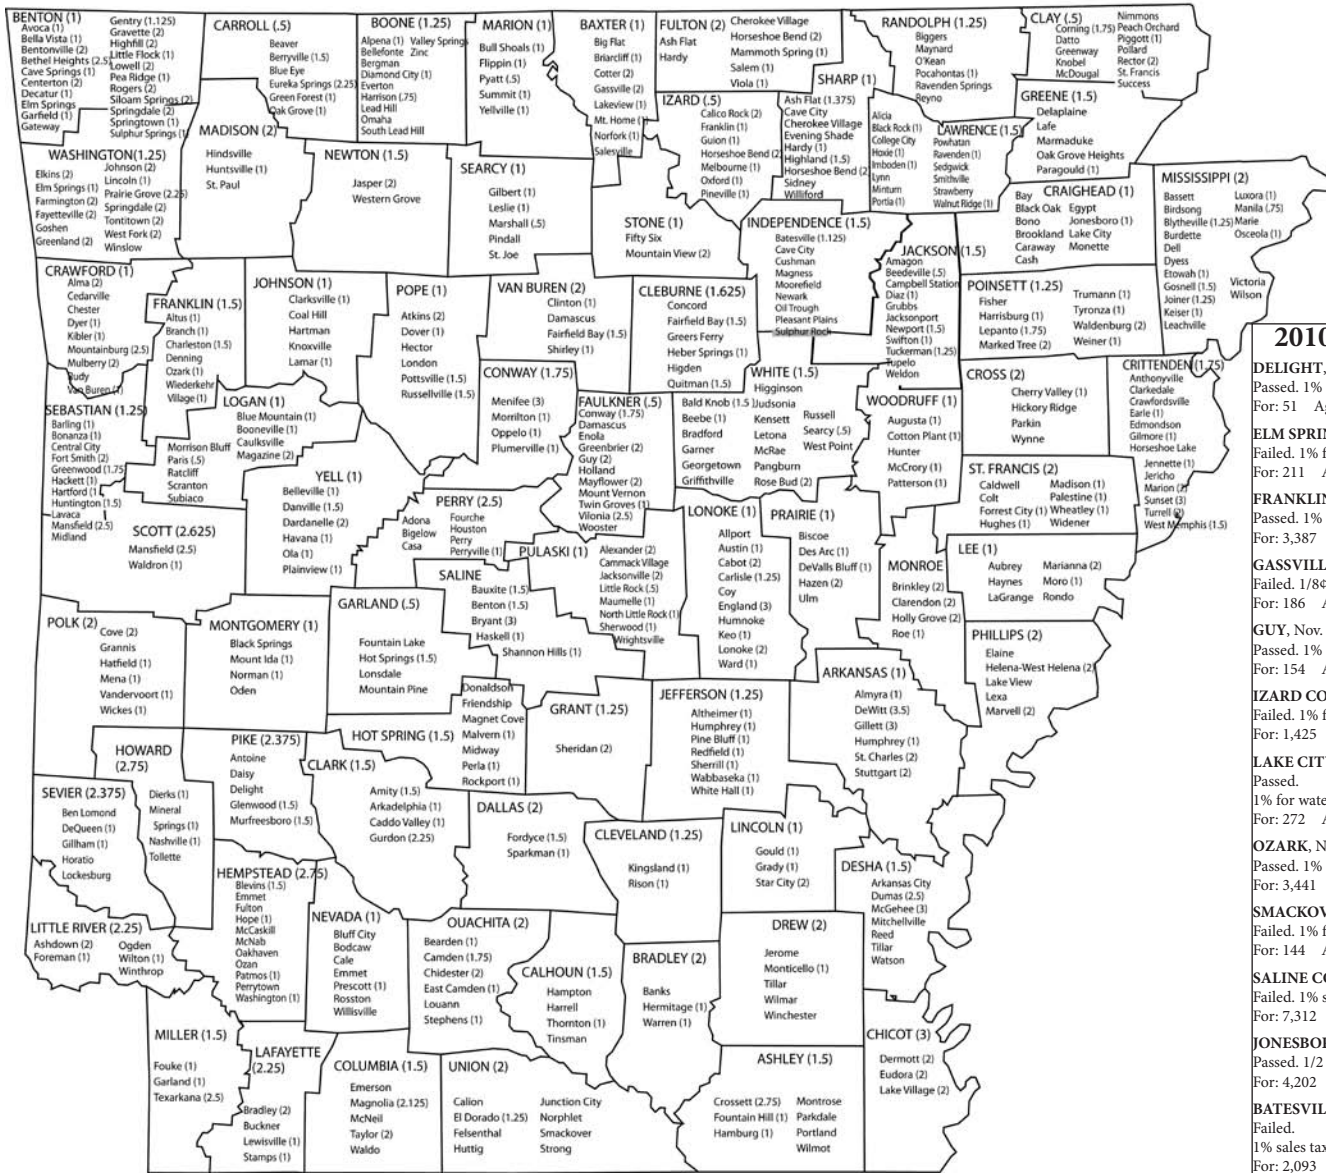 BENTON (1)
Avoca (1)
Bella Vista (1)
Bentonville (2)
Bethel Heights (2.5)
Cave Springs (1)
Centerton (2)
Decatur (1)
Elm Springs
Garfield (1)
Gateway
Gentry (1.125)
Gravette (2)
Highfill (2)
Little Flock (1)
Lowell (2)
Pea Ridge (1)
Rogers (2)
Siloam Springs (2)
Springdale (2)
Springtown (1)
Sulphur Springs (1)
CARROLL (.5)
Beaver
Berryville (1.5)
Blue Eye
Eureka Springs (2.25)
Green Forest (1)
Oak Grove (1)
BOONE (1.25)
Alpena (1) Valley Springs
Bellefonte Zinc
Bergman
Diamond City (1)
Everton
Harrison (.75)
Lead Hill
Omaha
South Lead Hill
MARION (1)
Bull Shoals (1)
Flippin (1)
Pyatt (.5)
Summit (1)
Yellville (1)
BAXTER (1)
Big Flat
Briarcliff (1)
Cotter (2)
Gassville (2)
Lakeview (1)
Mt. Home (1)
Norfork (1)
Salesville
FULTON (2)
Ash Flat
Hardy
Cherokee Village
Horseshoe Bend (2)
Mammoth Spring (1)
Salem (1)
Viola (1)
RANDOLPH (1.25)
Biggers
Maynard
O'Kean
Pocahontas (1)
Ravenden Springs
Reyno
CLAY (.5)
Corning (1.75)
Datto
Greenway
Knobel
McDougal
Nimmons
Peach Orchard
Piggott (1)
Pollard
Rector (2)
St. Francis
Success
SHARP (1)
Ash Flat (1.375)
Cave City
Cherokee Village
Evening Shade
Hardy (1)
Highland (1.5)
Horseshoe Bend (2)
Sidney
Williford
IZARD (.5)
Calico Rock (2)
Franklin (1)
Guion (1)
Horseshoe Bend (2)
Melbourne (1)
Oxford (1)
Pineville (1)
LAWRENCE (1.5)
Alicia
Black Rock (1)
College City
Hoxie (1)
Imboden (1)
Lynn
Minturn
Portia (1)
Powhatan
Ravenden (1)
Sedgwick
Smithville
Strawberry
Walnut Ridge (1)
GREENE (1.5)
Delaplaine
Lafe
Marmaduke
Oak Grove Heights
Paragould (1)
MADISON (2)
Hindsville
Huntsville (1)
St. Paul
WASHINGTON(1.25)
Elkins (2)
Elm Springs (1)
Farmington (2)
Fayetteville (2)
Goshen
Greenland (2)
Johnson (2)
Lincoln (1)
Prairie Grove (2.25)
Springdale (2)
Tontitown (2)
West Fork (2)
Winslow
NEWTON (1.5)
Jasper (2)
Western Grove
SEARCY (1)
Gilbert (1)
Leslie (1)
Marshall (.5)
Pindall
St. Joe
STONE (1)
Fifty Six
Mountain View (2)
INDEPENDENCE (1.5)
Batesville (1.125)
Cave City
Cushman
Magness
Moorefield
Newark
Oil Trough
Pleasant Plains
Sulphur Rock
JACKSON (1.5)
Amagon
Beedeville (.5)
Campbell Station
Diaz (1)
Grubbs
Jacksonport
Newport (1.5)
Swifton (1)
Tuckerman (1.25)
Tupelo
Weldon
CRAIGHEAD (1)
Bay
Black Oak Egypt
Bono Jonesboro (1)
Brookland Lake City
Caraway Monette
Cash
MISSISSIPPI (2)
Bassett
Birdsong
Blytheville (1.25)
Burdette
Dell
Dyess
Etowah (1)
Gosnell (1.5)
Joiner (1.25)
Keiser (1)
Leachville
Luxora (1)
Manila (.75)
Marie
Osceola (1)
Victoria
Wilson
CRAWFORD (1)
Alma (2)
Cedarville
Chester
Dyer (1)
Kibler (1)
Mountainburg (2.5)
Mulberry (2)
Rudy
Van Buren (1)
FRANKLIN (1.5)
Altus (1)
Branch (1)
Charleston (1.5)
Denning
Ozark (1)
Wiederkehr
Village (1)
JOHNSON (1)
Clarksville (1)
Coal Hill
Hartman
Knoxville
Lamar (1)
POPE (1)
Atkins (2)
Dover (1)
Hector
London
Pottsville (1.5)
Russellville (1.5)
VAN BUREN (2)
Clinton (1)
Damascus
Fairfield Bay (1.5)
Shirley (1)
CLEBURNE (1.625)
Concord
Fairfield Bay (1.5)
Greers Ferry
Heber Springs (1)
Higden
Quitman (1.5)
POINSETT (1.25)
Fisher
Harrisburg (1)
Lepanto (1.75)
Marked Tree (2)
Trumann (1)
Tyronza (1)
Waldenburg (2)
Weiner (1)
CONWAY (1.75)
Menifee (3)
Morrilton (1)
Oppelo (1)
Plumerville (1)
FAULKNER (.5)
Conway (1.75)
Damascus
Enola
Greenbrier (2)
Guy (2)
Holland
Mayflower (2)
Mount Vernon
Twin Groves (1)
Vilonia (2.5)
Wooster
WHITE (1.5)
Bald Knob (1.5)
Beebe (1)
Bradford
Garner
Georgetown
Griffithville
Higginson
Judsonia
Kensett
Letona
McRae
Pangburn
Rose Bud (2)
Russell
Searcy (.5)
West Point
WOODRUFF (1)
Augusta (1)
Cotton Plant (1)
Hunter
McCrory (1)
Patterson (1)
CROSS (2)
Cherry Valley (1)
Hickory Ridge
Parkin
Wynne
CRITTENDEN (1.75)
Anthonyville
Clarkedale
Crawfordsville
Earle (1)
Edmondson
Gilmore (1)
Horseshoe Lake
Jennette (1)
Jericho
Marion (2)
Sunset (3)
Turrell (2)
West Memphis (1.5)
SEBASTIAN (1.25)
Barling (1)
Bonanza (1)
Central City
Fort Smith (2)
Greenwood (1.75)
Hackett (1)
Hartford (1)
Huntington (1.5)
Lavaca
Mansfield (2.5)
Midland
LOGAN (1)
Blue Mountain (1)
Booneville (1)
Caulksville
Magazine (2)
Morrison Bluff
Paris (.5)
Ratcliff
Scranton
Subiaco
YELL (1)
Belleville (1)
Danville (1.5)
Dardanelle (2)
Havana (1)
Ola (1)
Plainview (1)
SCOTT (2.625)
Mansfield (2.5)
Waldron (1)
PERRY (2.5)
Adona
Bigelow
Casa
Fourche
Houston
Perry
Perryville (1)
PULASKI (1)
Alexander (2)
Cammack Village
Jacksonville (2)
Little Rock (.5)
Maumelle (1)
North Little Rock (1)
Sherwood (1)
Wrightsville
LONOKE (1)
Allport
Austin (1)
Cabot (2)
Carlisle (1.25)
Coy
England (3)
Humnoke
Keo (1)
Lonoke (2)
Ward (1)
PRAIRIE (1)
Biscoe
Des Arc (1)
DeValls Bluff (1)
Hazen (2)
Ulm
ST. FRANCIS (2)
Caldwell
Colt
Forrest City (1)
Hughes (1)
Madison (1)
Palestine (1)
Wheatley (1)
Widener
LEE (1)
Aubrey
Haynes
LaGrange
Marianna (2)
Moro (1)
Rondo
MONROE
Brinkley (2)
Clarendon (2)
Holly Grove (2)
Roe (1)
PHILLIPS (2)
Elaine
Helena-West Helena (2)
Lake View
Lexa
Marvell (2)
SALINE
Bauxite (1.5)
Benton (1.5)
Bryant (3)
Haskell (1)
Shannon Hills (1)
GARLAND (.5)
Fountain Lake
Hot Springs (1.5)
Lonsdale
Mountain Pine
POLK (2)
Cove (2)
Grannis
Hatfield (1)
Mena (1)
Vandervoort (1)
Wickes (1)
MONTGOMERY (1)
Black Springs
Mount Ida (1)
Norman (1)
Oden
HOT SPRING (1.5)
Donaldson
Friendship
Magnet Cove
Malvern (1)
Midway
Perla (1)
Rockport (1)
GRANT (1.25)
Sheridan (2)
JEFFERSON (1.25)
Altheimer (1)
Humphrey (1)
Pine Bluff (1)
Redfield (1)
Sherrill (1)
Wabbaseka (1)
White Hall (1)
ARKANSAS (1)
Almyra (1)
DeWitt (3.5)
Gillett (3)
Humphrey (1)
St. Charles (2)
Stuttgart (2)
HOWARD
(2.75)
Dierks (1)
Mineral
Springs (1)
Nashville (1)
Tollette
PIKE (2.375)
Antoine
Daisy
Delight
Glenwood (1.5)
Murfreesboro (1.5)
CLARK (1.5)
Amity (1.5)
Arkadelphia (1)
Caddo Valley (1)
Gurdon (2.25)
SEVIER (2.375)
Ben Lomond
DeQueen (1)
Gillham (1)
Horatio
Lockesburg
DALLAS (2)
Fordyce (1.5)
Sparkman (1)
CLEVELAND (1.25)
Kingsland (1)
Rison (1)
LINCOLN (1)
Gould (1)
Grady (1)
Star City (2)
DESHA (1.5)
Arkansas City
Dumas (2.5)
McGehee (3)
Mitchellville
Reed
Tillar
Watson
HEMPSTEAD (2.75)
Blevins (1.5)
Emmet
Fulton
Hope (1)
McCaskill
McNab
Oakhaven
Ozan
Patmos (1)
Perrytown
Washington (1)
LITTLE RIVER (2.25)
Ashdown (2)
Foreman (1)
Ogden
Wilton (1)
Winthrop
NEVADA (1)
Bluff City
Bodcaw
Cale
Emmet
Prescott (1)
Rosston
Willisville
OUACHITA (2)
Bearden (1)
Camden (1.75)
Chidester (2)
East Camden (1)
Louann
Stephens (1)
CALHOUN (1.5)
Hampton
Harrell
Thornton (1)
Tinsman
BRADLEY (2)
Banks
Hermitage (1)
Warren (1)
DREW (2)
Jerome
Monticello (1)
Tillar
Wilmar
Winchester
MILLER (1.5)
Fouke (1)
Garland (1)
Texarkana (2.5)
LAFAYETTE
(2.25)
Bradley (2)
Buckner
Lewisville (1)
Stamps (1)
COLUMBIA (1.5)
Emerson
Magnolia (2.125)
McNeil
Taylor (2)
Waldo
UNION (2)
Calion
El Dorado (1.25)
Felsenthal
Huttig
Junction City
Norphlet
Smackover
Strong
ASHLEY (1.5)
Crossett (2.75)
Fountain Hill (1)
Hamburg (1)
Montrose
Parkdale
Portland
Wilmot
CHICOT (3)
Dermott (2)
Eudora (2)
Lake Village (2)
2010
DELIGHT,
Passed. 1%
For: 51 Ag
ELM SPRIN
Failed. 1% f
For: 211 A
FRANKLIN
Passed. 1%
For: 3,387
GASSVILL
Failed. 1/8¢
For: 186 A
GUY, Nov.
Passed. 1%
For: 154 A
IZARD CO
Failed. 1% f
For: 1,425
LAKE CITY
Passed.
1% for wate
For: 272 A
OZARK, N
Passed. 1%
For: 3,441
SMACKOV
Failed. 1% f
For: 144 A
SALINE CO
Failed. 1% s
For: 7,312
JONESBOR
Passed. 1/2
For: 4,202
BATESVIL
Failed.
1% sales tax
For: 2,093